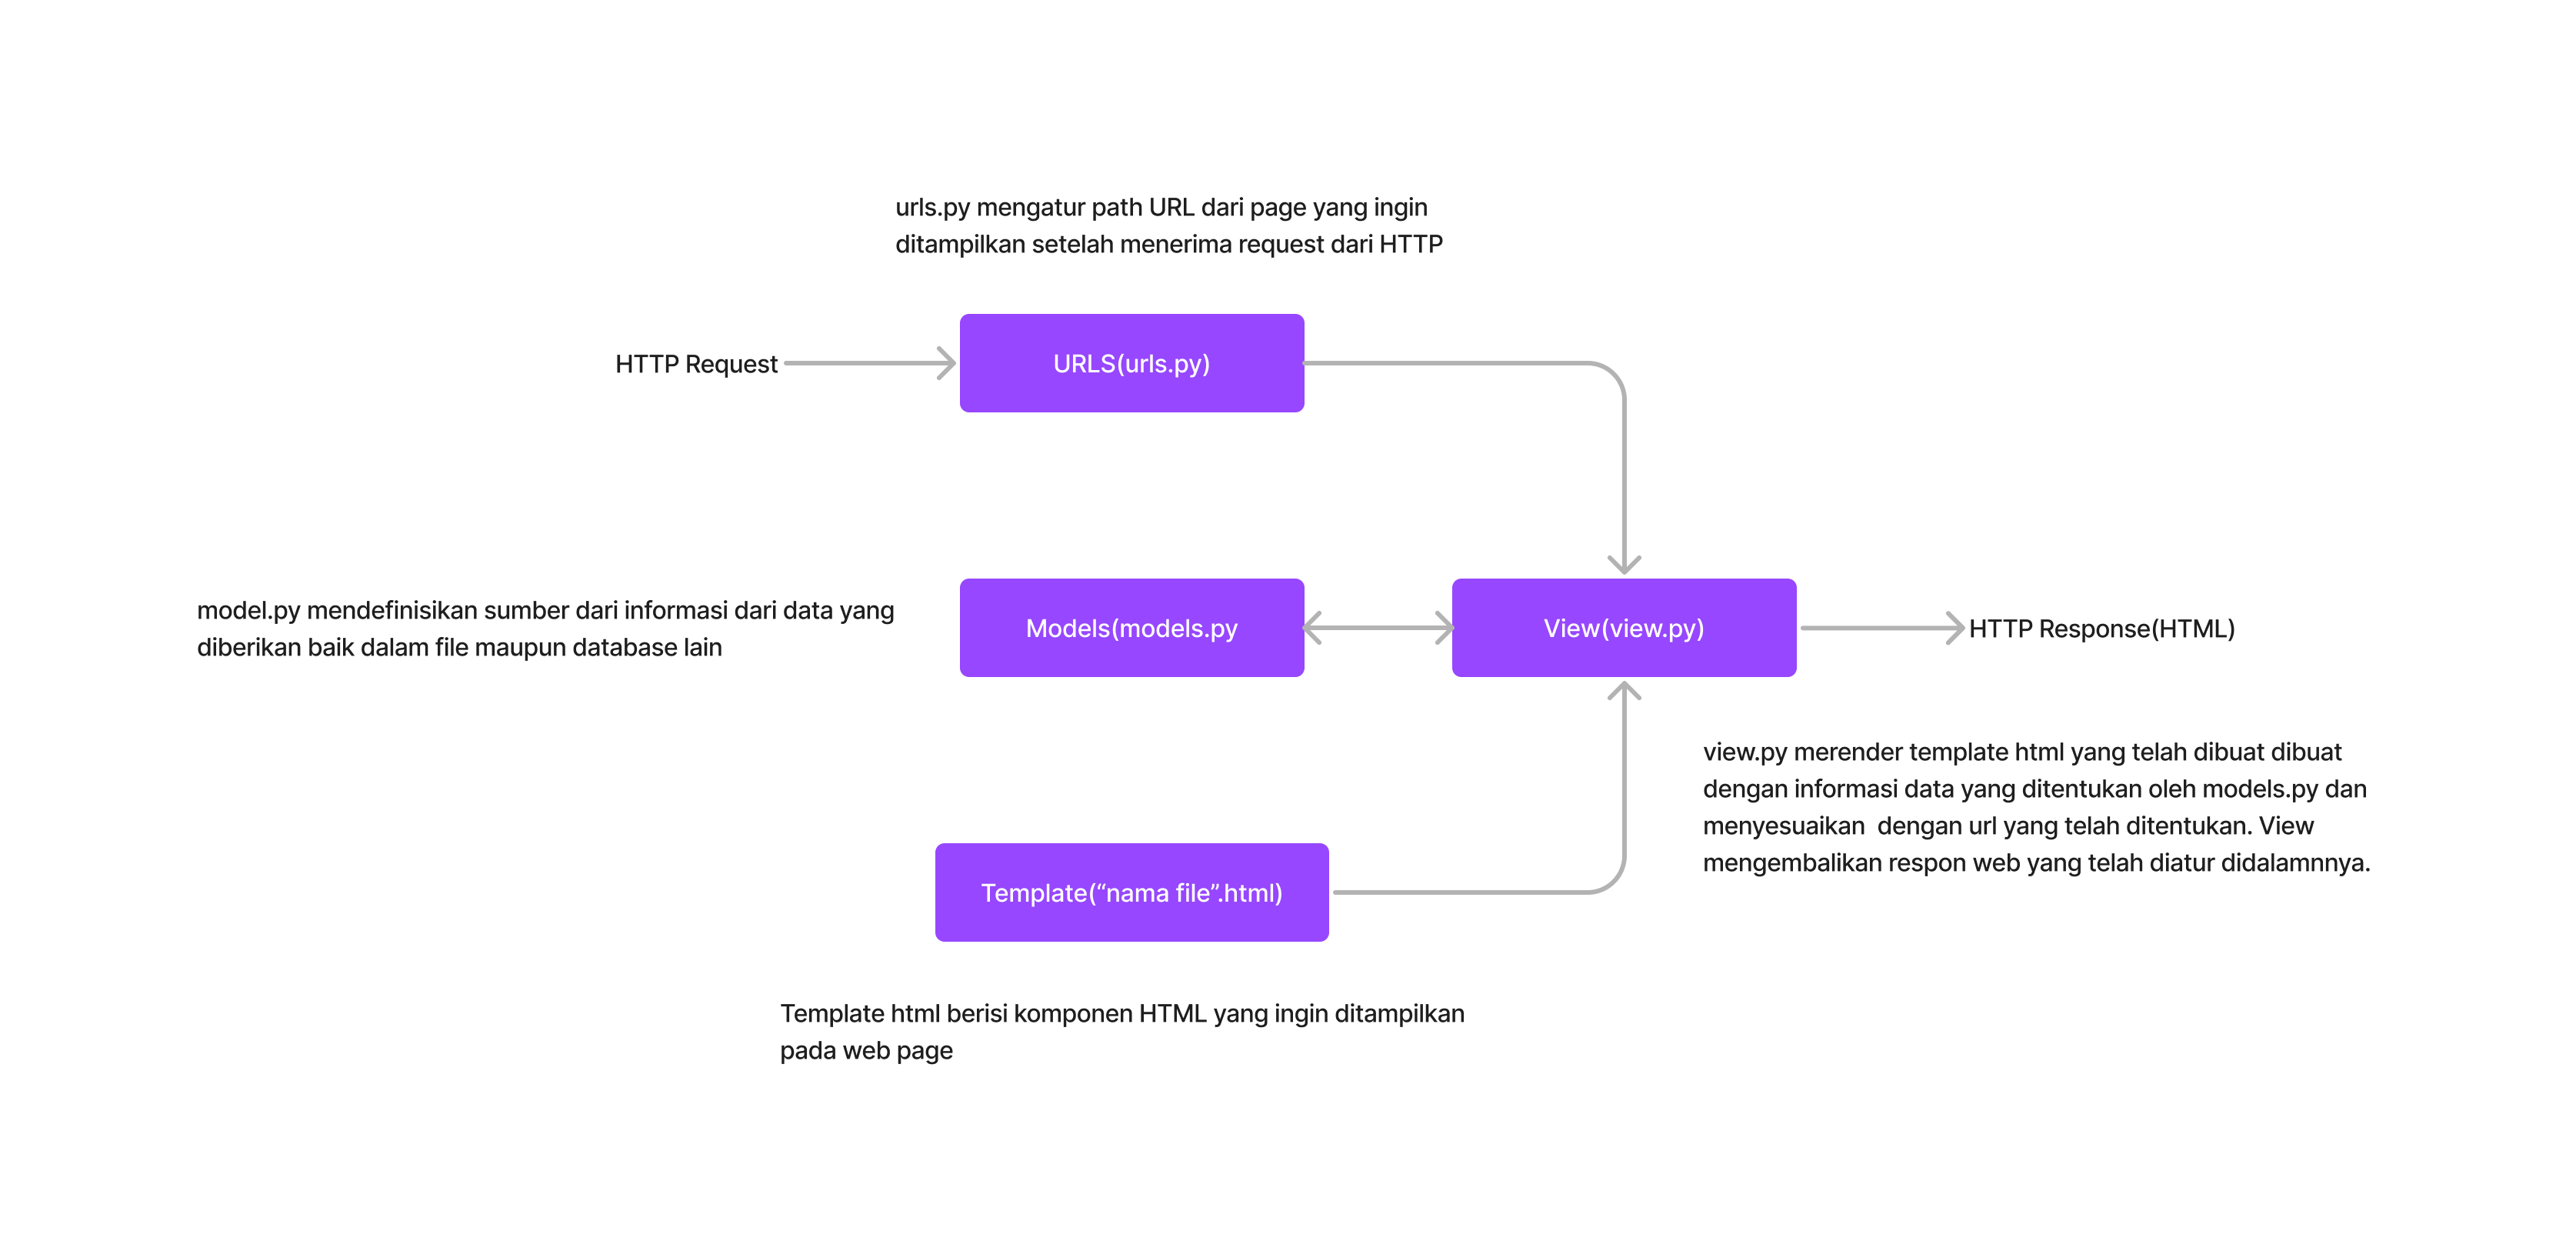 urls.py mengatur path URL dari page yang ingin
ditampilkan setelah menerima request dari HTTP
HTTP Request
URLS(urls.py)
model.py mendefinisikan sumber dari informasi dari data yang
diberikan baik dalam file maupun database lain
Models(models.py
View(view.py)
HTTP Response(HTML)
view.py merender template html yang telah dibuat dibuat
dengan informasi data yang ditentukan oleh models.py dan
menyesuaikan  dengan url yang telah ditentukan. View
mengembalikan respon web yang telah diatur didalamnnya.
Template(“nama file”.html)
Template html berisi komponen HTML yang ingin ditampilkan
pada web page